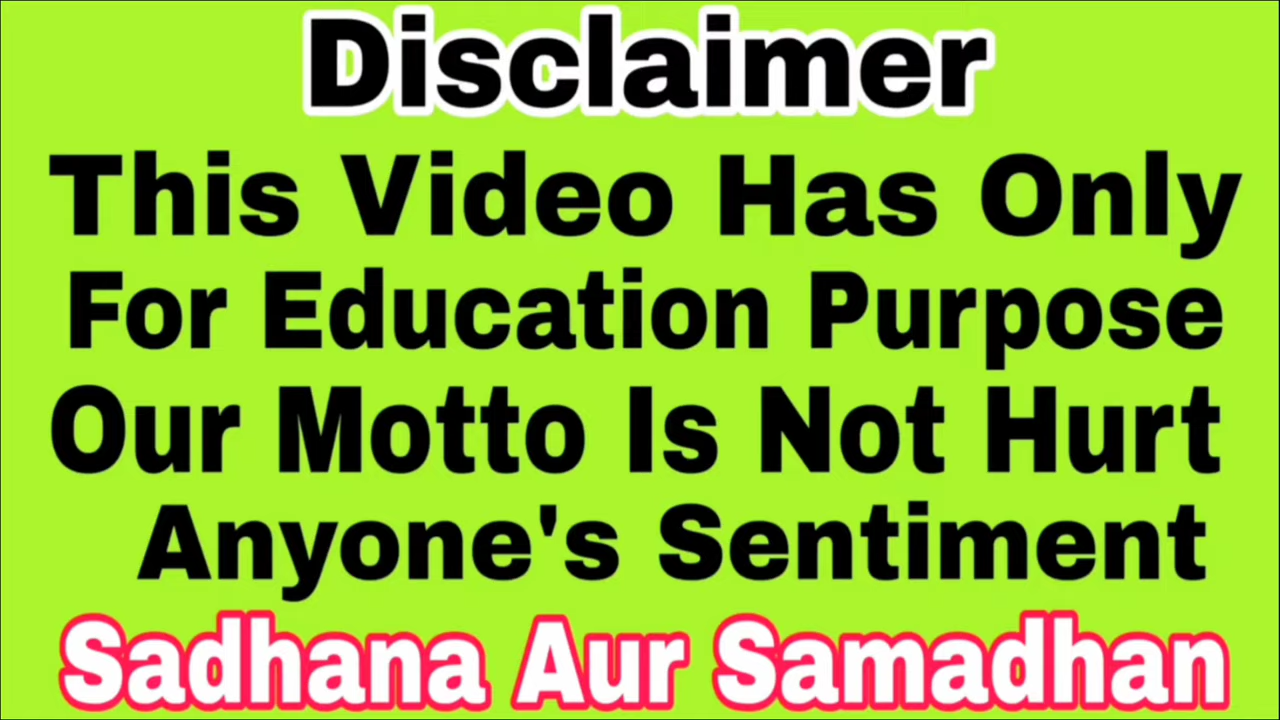 Disclaimer
This Video Has Only
For Education Purpose
Our Motto Is Not Hurt
Anyone's Sentiment
Sadhana Aur Samadhan